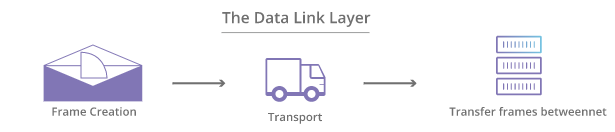 The Data Link Layer
Frame Creation
Transport
Transfer frames betweennet